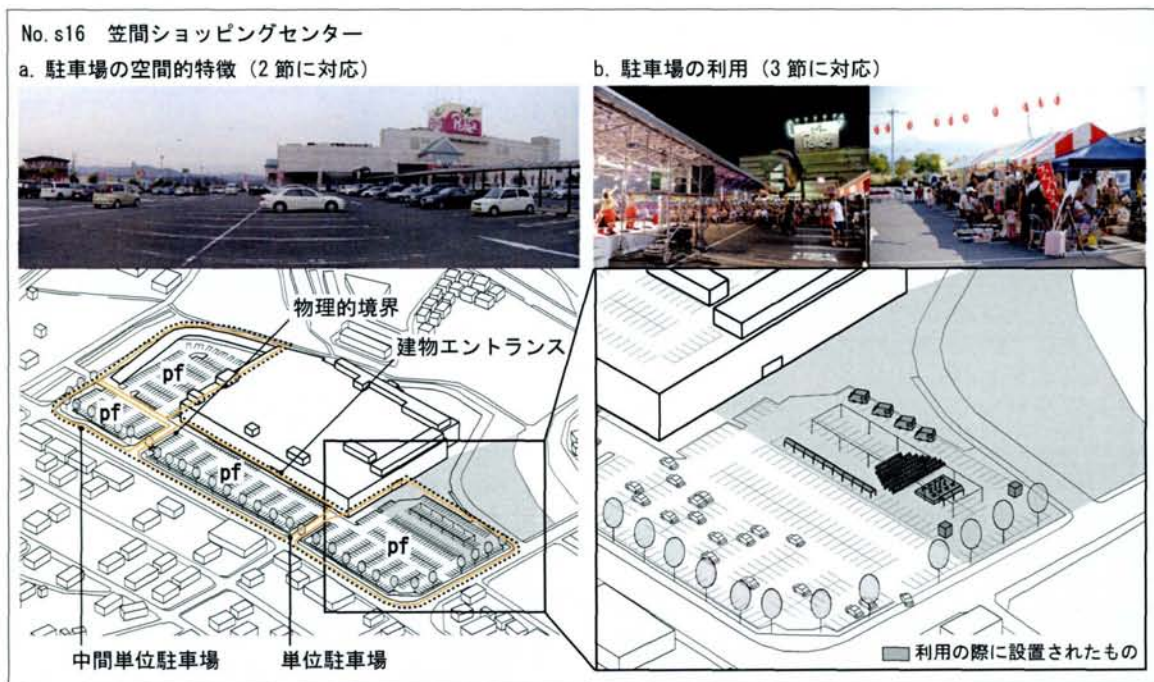 No.s16 笠間ショッピングセンター
a. 駐車場の空間的特徴（2節に対応）
b. 駐車場の利用（3節に対応）
物理的境界
建物エントランス
pf
pf
pf
pf
中間単位駐車場
単位駐車場
利用の際に設置されたもの